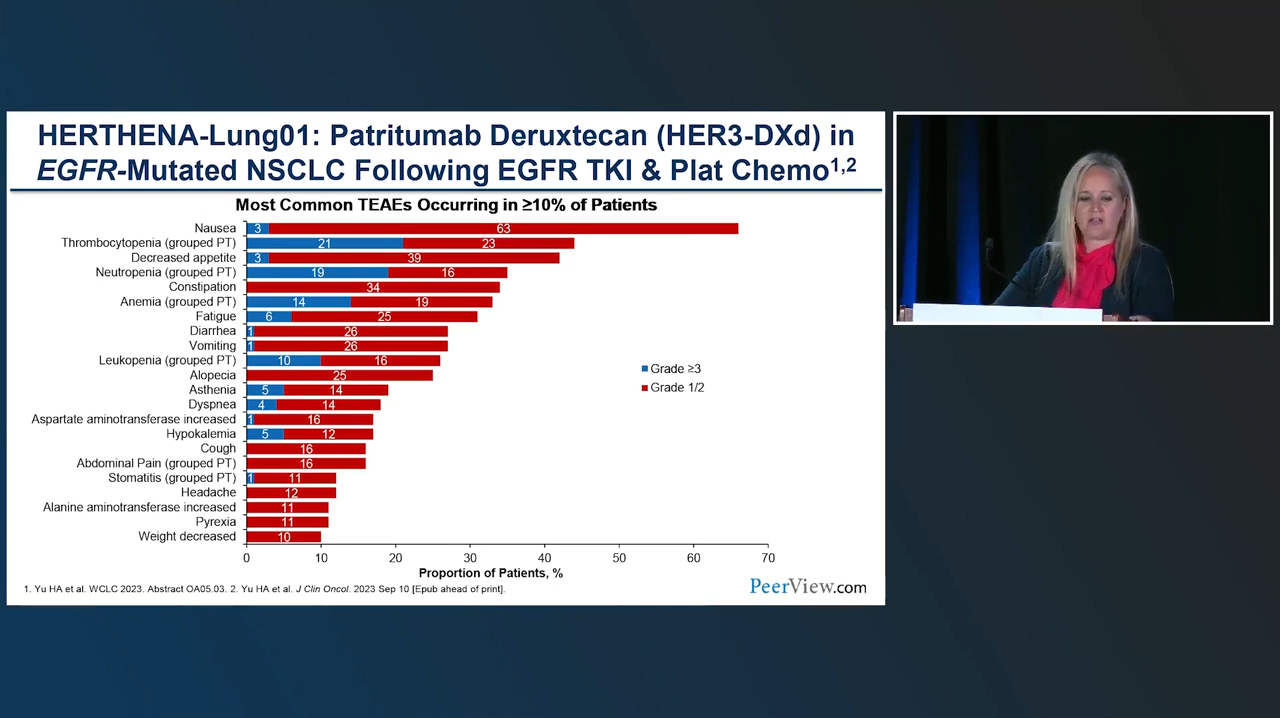 HERTHENA-Lung01: Patritumab Deruxtecan (HER3-DXd) in
EGFR-Mutated NSCLC Following EGFR TKI & Plat Chemo1,2
Most Common TEAEs Occurring in ≥10% of Patients
Nausea 3 63
Thrombocytopenia (grouped PT) 21 23
Decreased appetite 3 39
Neutropenia (grouped PT) 19 16
Constipation 34
Anemia (grouped PT) 14 19
Fatigue 6 25
Diarrhea 1 26
Vomiting 1 26
Leukopenia (grouped PT) 10 16
Alopecia 25
Asthenia 5 14
Dyspnea 4 14
Aspartate aminotransferase increased 1 16
Hypokalemia 5 12
Cough 16
Abdominal Pain (grouped PT) 16
Stomatitis (grouped PT) 1 11
Headache 12
Alanine aminotransferase increased 11
Pyrexia 11
Weight decreased 10
Grade ≥3
Grade 1/2
0 10 20 30 40 50 60 70
Proportion of Patients, %
1. Yu HA et al. WCLC 2023. Abstract OA05.03. 2. Yu HA et al. J Clin Oncol. 2023 Sep 10 [Epub ahead of print].
PeerView.com